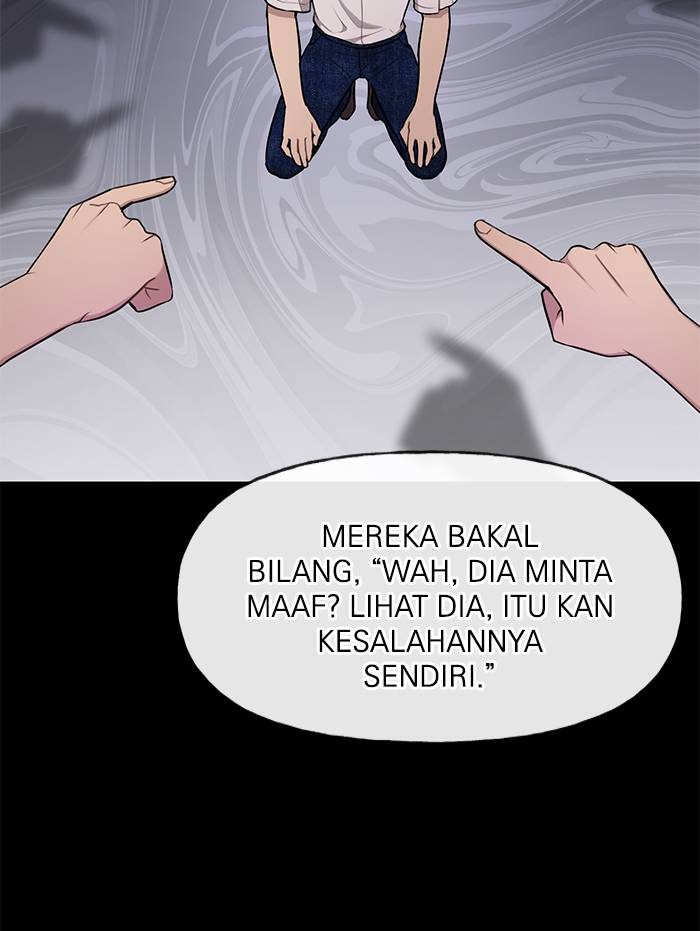 MEREKA BAKAL
BILANG, “WAH, DIA MINTA
MAAF? LIHAT DIA, ITU KAN
KESALAHANNYA
SENDIRI.”